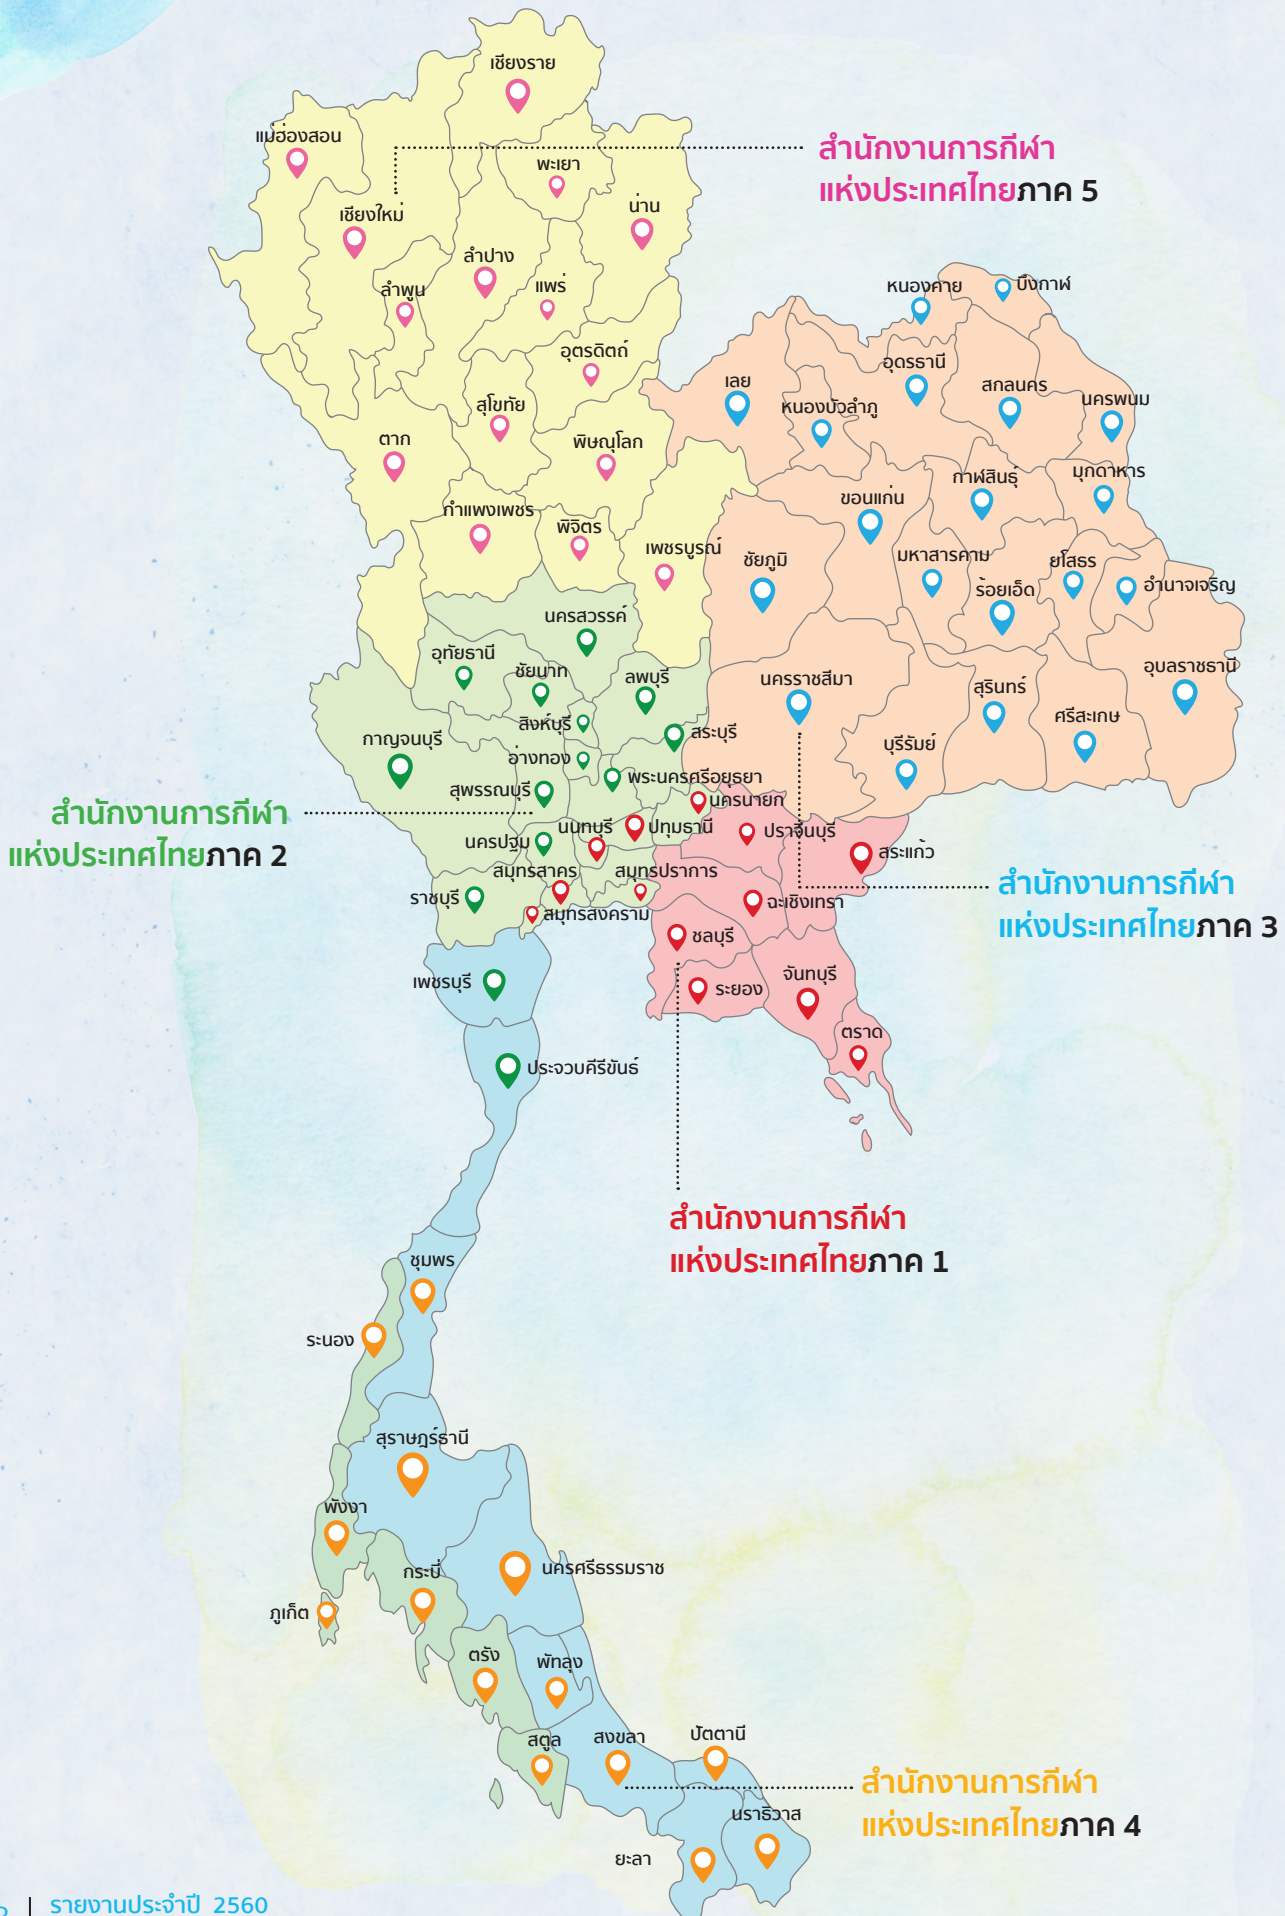 เชียงราย
แม่ฮ่องสอน
สำนักงานการกีฬา
แห่งประเทศไทยภาค 5
พะเยา
เชียงใหม่
น่าน
ลำปาง
ลำพูน
แพร่
หนองคาย
บึงกาฬ
อุตรดิตถ์
อุดรธานี
เลย
สกลนคร
นครพนม
สุโขทัย
หนองบัวลำภู
ตาก
พิษณุโลก
กาฬสินธุ์
มุกดาหาร
ขอนแก่น
กำแพงเพชร
พิจิตร
เพชรบูรณ์
ชัยภูมิ
มหาสารคาม
ยโสธร
ร้อยเอ็ด
อำนาจเจริญ
นครสวรรค์
อุทัยธานี
ชัยนาท
ลพบุรี
นครราชสีมา
สุรินทร์
อุบลราชธานี
สิงห์บุรี
สระบุรี
ศรีสะเกษ
กาญจนบุรี
บุรีรัมย์
อ่างทอง
พระนครศรีอยุธยา
สุพรรณบุรี
นครนายก
สำนักงานการกีฬา
แห่งประเทศไทยภาค 2
นนทบุรี
ปทุมธานี
ปราจีนบุรี
นครปฐม
สระแก้ว
สมุทรสาคร
สมุทรปราการ
สำนักงานการกีฬา
แห่งประเทศไทยภาค 3
ราชบุรี
ฉะเชิงเทรา
สมุทรสงคราม
ชลบุรี
เพชรบุรี
จันทบุรี
ระยอง
ตราด
ประจวบคีรีขันธ์
สำนักงานการกีฬา
แห่งประเทศไทยภาค 1
ชุมพร
ระนอง
สุราษฎร์ธานี
พังงา
กระบี่
นครศรีธรรมราช
ภูเก็ต
ตรัง
พัทลุง
สตูล
สงขลา
ปัตตานี
สำนักงานการกีฬา
แห่งประเทศไทยภาค 4
นราธิวาส
ยะลา
รายงานประจำปี 2560